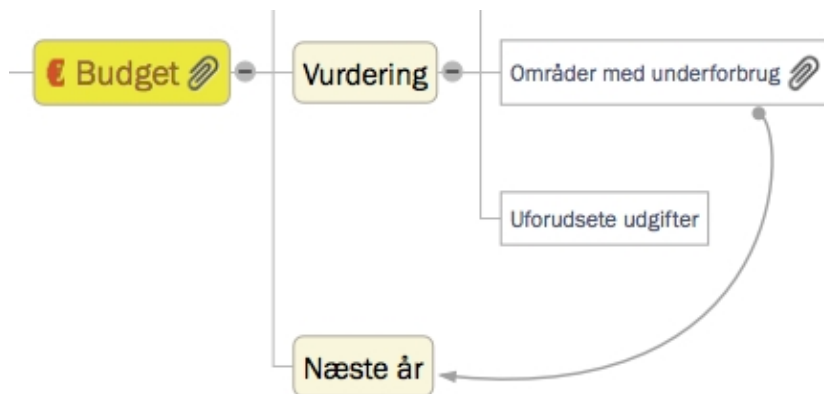 € Budget
Vurdering
Områder med underforbrug
Uforudsete udgifter
Næste år